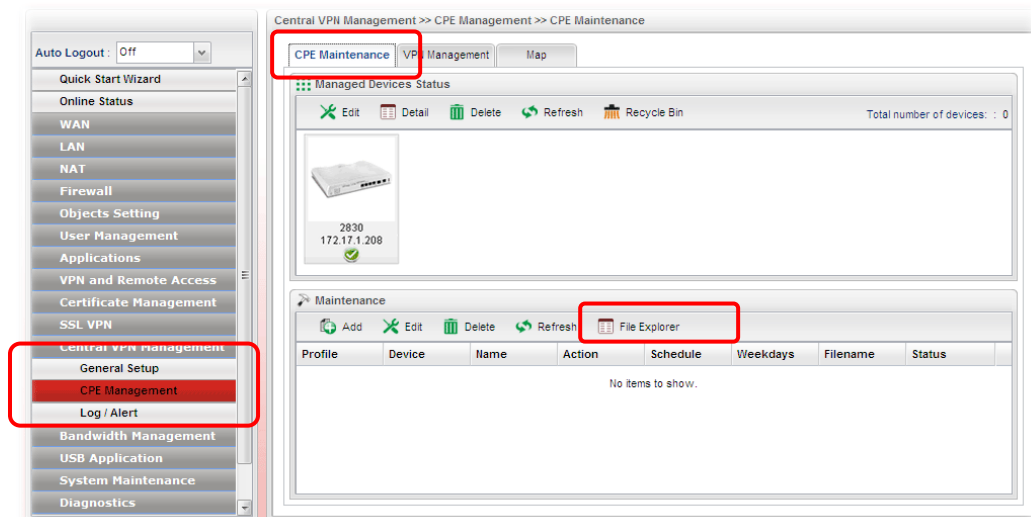 Central VPN Management >> CPE Management >> CPE Maintenance
Auto Logout : Off
Quick Start Wizard
Online Status
WAN
LAN
NAT
Firewall
Objects Setting
User Management
Applications
VPN and Remote Access
Certificate Management
SSL VPN
Central VPN Management
General Setup
CPE Management
Log / Alert
Bandwidth Management
USB Application
System Maintenance
Diagnostics
CPE Maintenance VPN Management Map
Managed Devices Status
Edit Detail Delete Refresh Recycle Bin Total number of devices: : 0
2830
172.17.1.208
Maintenance
Add Edit Delete Refresh File Explorer
Profile Device Name Action Schedule Weekdays Filename Status
No items to show.